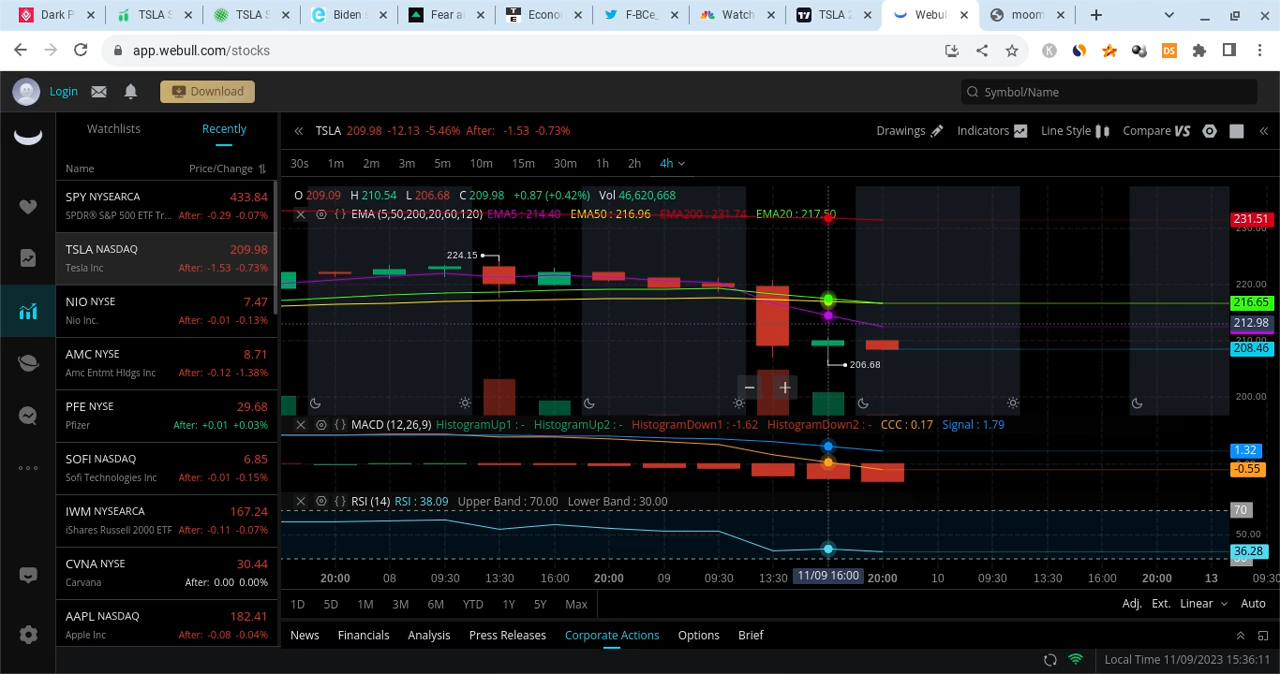 Dark P
TSLA S
TSLA S
Biden s
Fear a
Econo
F-BCe,
Watch
TSLA 2
Webull
moom
app.webull.com/stocks
Login
Download
Symbol/Name
Watchlists
Recently
TSLA 209.98 -12.13 -5.46% After: -1.53 -0.73%
Drawings
Indicators
Line Style
Compare VS
Name
Price/Change
30s 1m 2m 3m 5m 10m 15m 30m 1h 2h 4h
SPY NYSEARCA 433.84
SPDR® S&P 500 ETF Tr... After: -0.29 -0.07%
TSLA NASDAQ 209.98
Tesla Inc After: -1.53 -0.73%
NIO NYSE 7.47
Nio Inc. After: -0.01 -0.13%
AMC NYSE 8.71
Amc Entmt Hldgs Inc After: -0.12 -1.38%
PFE NYSE 29.68
Pfizer After: +0.01 +0.03%
SOFI NASDAQ 6.85
Sofi Technologies Inc After: -0.01 -0.15%
IWM NYSEARCA 167.24
iShares Russell 2000 ETF After: -0.11 -0.07%
CVNA NYSE 30.44
Carvana After: 0.00 0.00%
AAPL NASDAQ 182.41
Apple Inc After: -0.08 -0.04%
O 209.09 H 210.54 L 206.68 C 209.98 +0.87 (+0.42%) Vol 46,620,668
EMA (5,50,200,20,60,120) EMA5 : 214.40 EMA50 : 216.96 EMA200 : 231.74 EMA20 : 217.50
224.15
206.68
231.51
230.00
220.00
216.65
212.98
210.00
208.46
200.00
MACD (12,26,9) HistogramUp1 : - HistogramUp2 : - HistogramDown1 : -1.62 HistogramDown2 : - CCC : 0.17 Signal : 1.79
1.32
-0.55
RSI (14) RSI : 38.09 Upper Band : 70.00 Lower Band : 30.00
70
50.00
36.28
20:00 08 09:30 13:30 16:00 20:00 09 09:30 13:30 11/09 16:00 20:00 10 09:30 13:30 16:00 20:00 13 09:30
1D 5D 1M 3M 6M YTD 1Y 5Y Max
Adj. Ext. Linear Auto
News Financials Analysis Press Releases Corporate Actions Options Brief
Local Time 11/09/2023 15:36:11